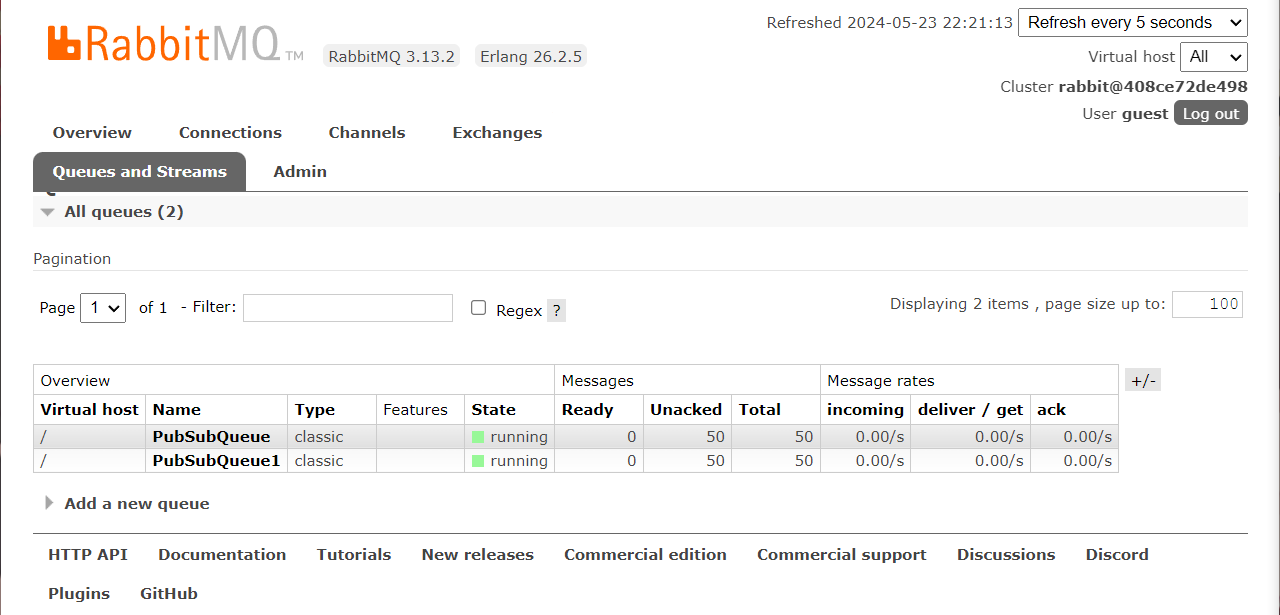 RabbitMQ TM RabbitMQ 3.13.2 Erlang 26.2.5
Refreshed 2024-05-23 22:21:13 Refresh every 5 seconds
Virtual host All
Cluster rabbit@408ce72de498
User guest Log out
Overview Connections Channels Exchanges
Queues and Streams Admin
All queues (2)
Pagination
Page 1 of 1 - Filter: Regex ? Displaying 2 items , page size up to: 100
Overview Messages Message rates +/-
Virtual host Name Type Features State Ready Unacked Total incoming deliver / get ack
/ PubSubQueue classic running 0 50 50 0.00/s 0.00/s 0.00/s
/ PubSubQueue1 classic running 0 50 50 0.00/s 0.00/s 0.00/s
Add a new queue
HTTP API Documentation Tutorials New releases Commercial edition Commercial support Discussions Discord
Plugins GitHub